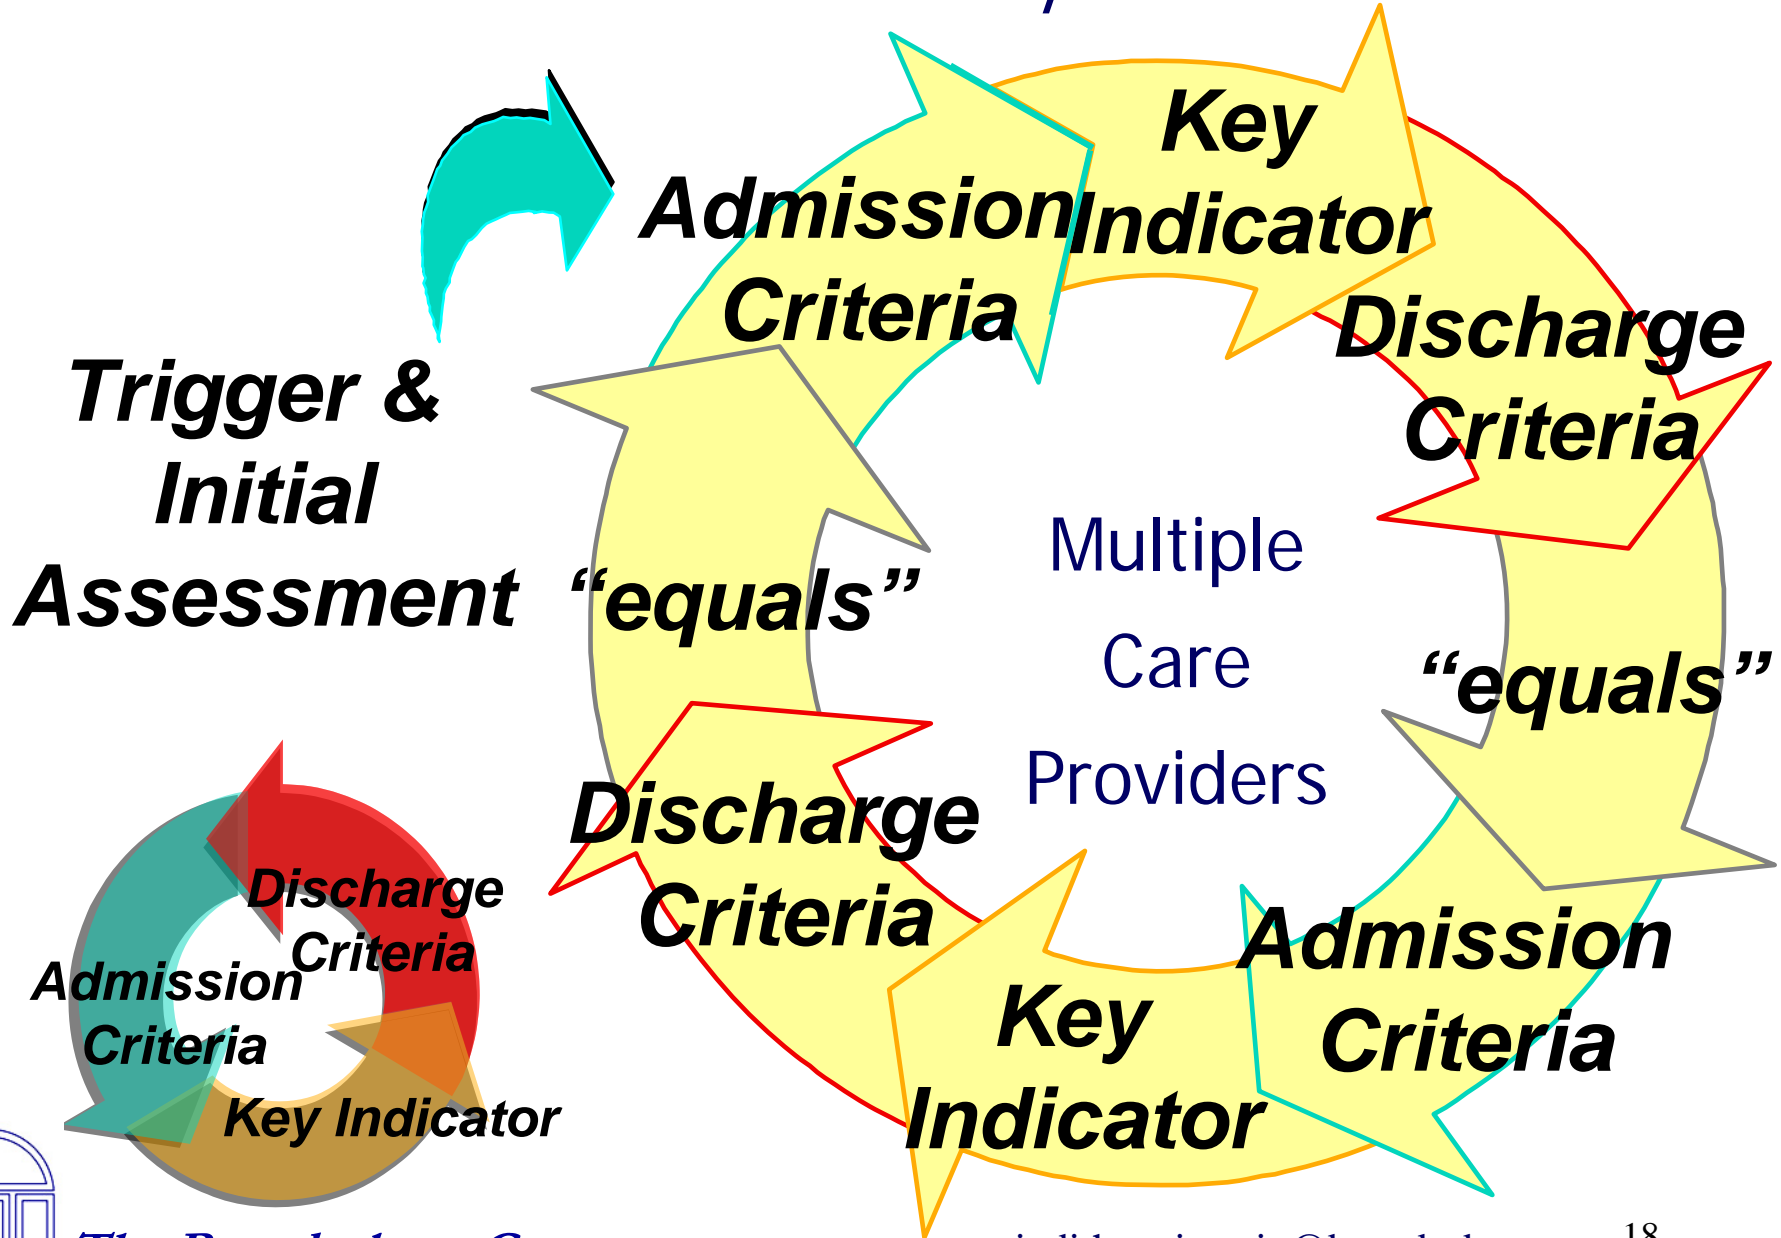 Key
Indicator
Admission
Criteria
Discharge
Criteria
Trigger &
Initial
Assessment
“equals”
Multiple
Care
Providers
“equals”
Discharge
Criteria
Admission
Criteria
Key
Indicator
Discharge
Criteria
Admission
Criteria
Key Indicator
18